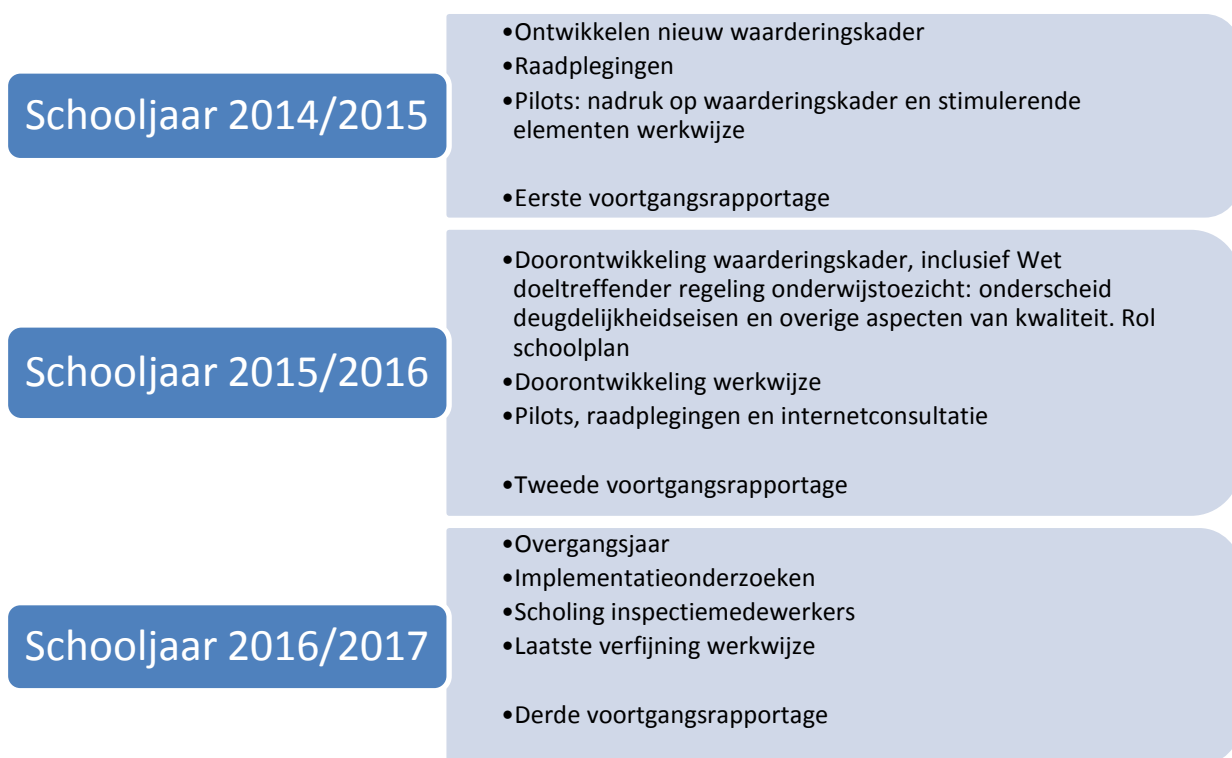 Schooljaar 2014/2015
•Ontwikkelen nieuw waarderingskader
•Raadplegingen
•Pilots: nadruk op waarderingskader en stimulerende
elementen werkwijze
•Eerste voortgangsrapportage
Schooljaar 2015/2016
•Doorontwikkeling waarderingskader, inclusief Wet
doeltreffender regeling onderwijstoezicht: onderscheid
deugdelijkheidseisen en overige aspecten van kwaliteit. Rol
schoolplan
•Doorontwikkeling werkwijze
•Pilots, raadplegingen en internetconsultatie
•Tweede voortgangsrapportage
Schooljaar 2016/2017
•Overgangsjaar
•Implementatieonderzoeken
•Scholing inspectiemedewerkers
•Laatste verfijning werkwijze
•Derde voortgangsrapportage